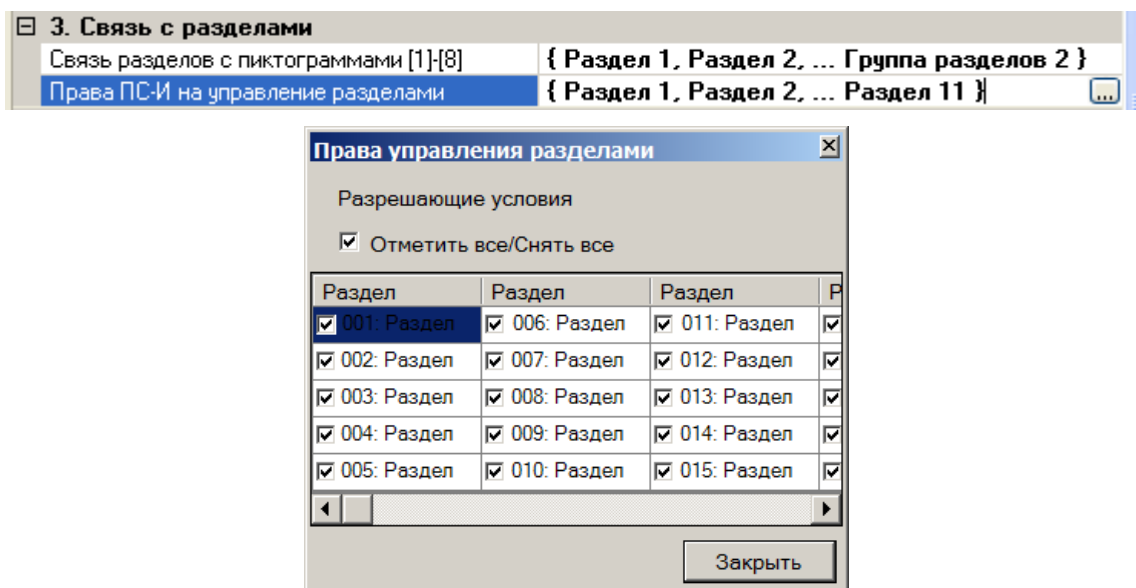 3. Связь с разделами
Связь разделов с пиктограммами [1]-[8] { Раздел 1, Раздел 2, ... Группа разделов 2 }
Права ПС-И на управление разделами { Раздел 1, Раздел 2, ... Раздел 11 } ...
Права управления разделами
Разрешающие условия
Отметить все/Снять все
Раздел Раздел Раздел Р
001: Раздел 006: Раздел 011: Раздел
002: Раздел 007: Раздел 012: Раздел
003: Раздел 008: Раздел 013: Раздел
004: Раздел 009: Раздел 014: Раздел
005: Раздел 010: Раздел 015: Раздел
Закрыть